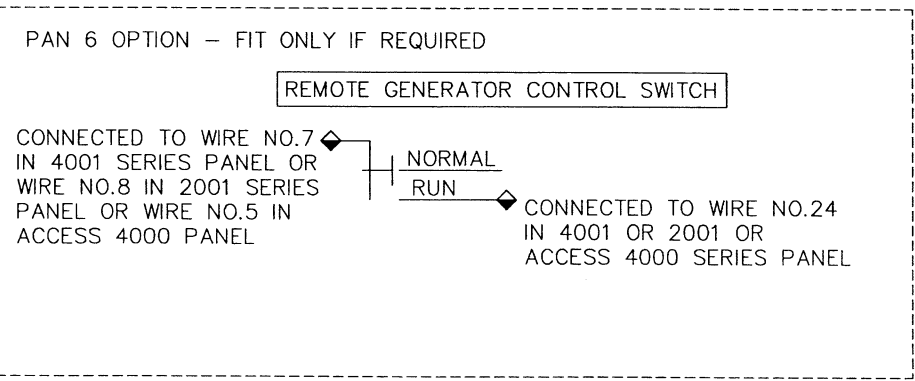 PAN 6 OPTION – FIT ONLY IF REQUIRED
REMOTE GENERATOR CONTROL SWITCH
CONNECTED TO WIRE NO.7
IN 4001 SERIES PANEL OR
WIRE NO.8 IN 2001 SERIES
PANEL OR WIRE NO.5 IN
ACCESS 4000 PANEL
NORMAL
RUN
CONNECTED TO WIRE NO.24
IN 4001 OR 2001 OR
ACCESS 4000 SERIES PANEL